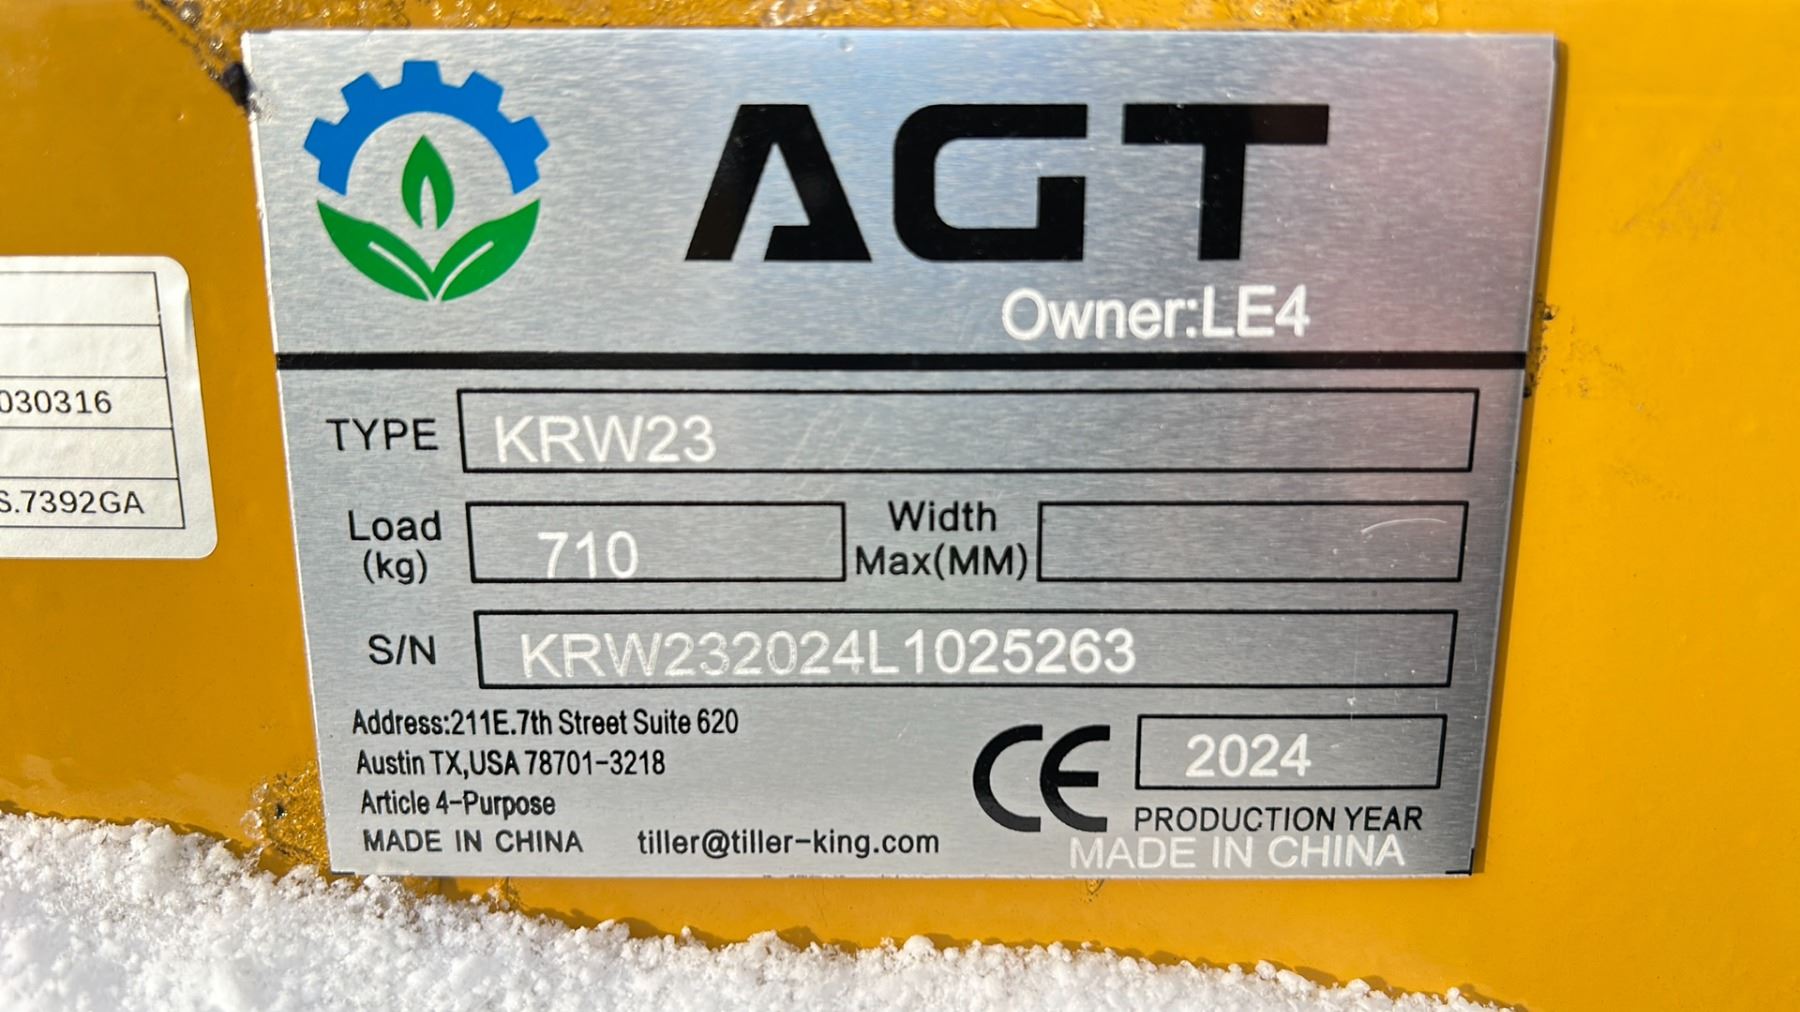 AGT
Owner:LE4
TYPE KRW23
Load (kg) 710 Width Max(MM)
S/N KRW232024L1025263
Address:211E.7th Street Suite 620
Austin TX,USA 78701-3218
Article 4-Purpose
MADE IN CHINA tiller@tiller-king.com
CE 2024
PRODUCTION YEAR
MADE IN CHINA
030316
S.7392GA